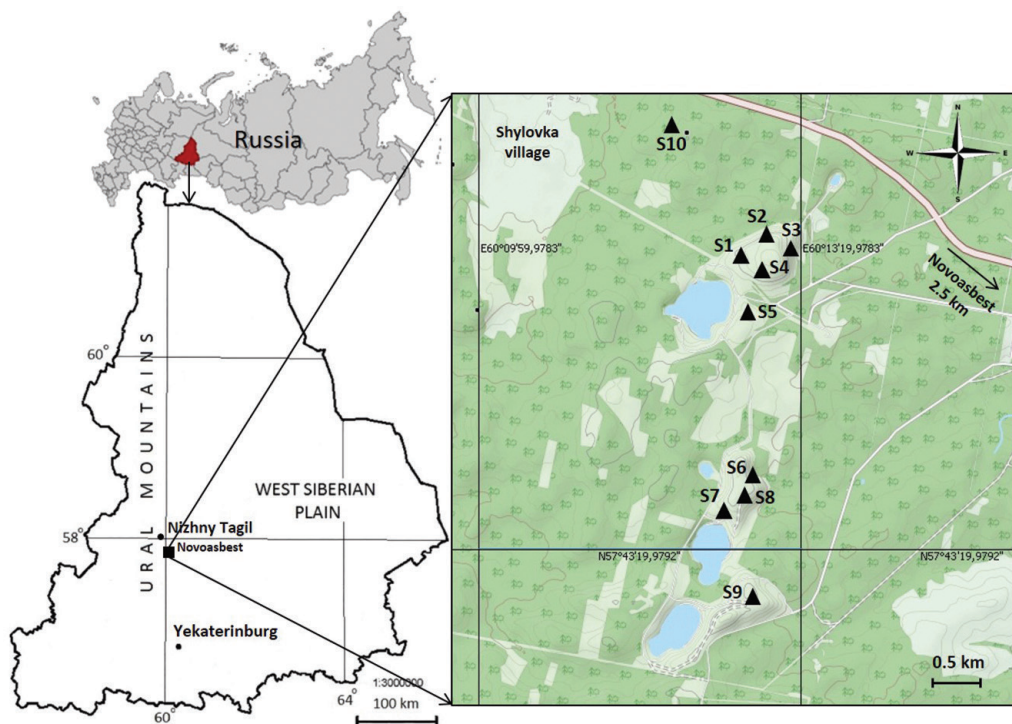 Russia
60°
URAL MOUNTAINS
WEST SIBERIAN
PLAIN
58°
Nizhny Tagil
Novoasbest
Yekaterinburg
60°
64°
1:3000000
100 km
Shylovka
village
S10
N
W
E
S
S2
S3
S1
S4
E60°09'59,9783"
E60°13'19,9783"
Novoasbest
2.5 km
S5
S6
S8
S7
N57°43'19,9792"
N57°43'19,9792"
S9
0.5 km